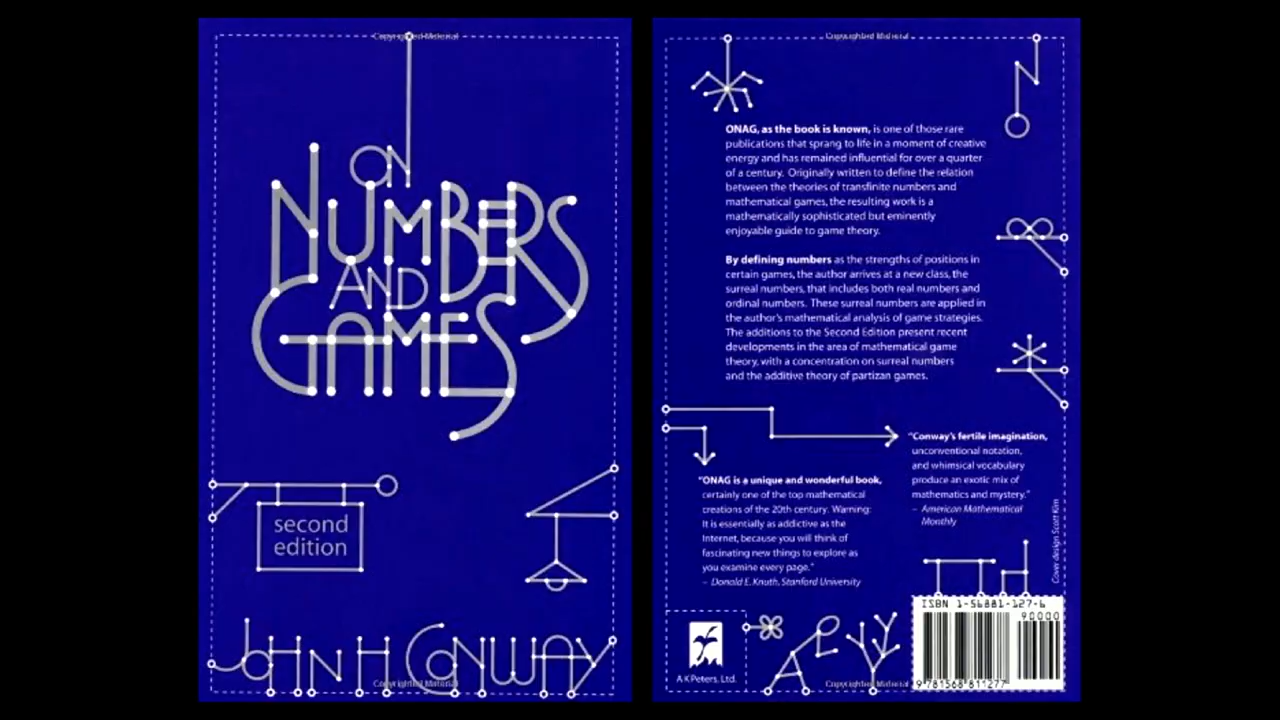 Copyrighted Material
ON
NUMBERS
AND
GAMES
second
edition
JOHN H CONWAY
Copyrighted Material
Copyrighted Material
ONAG, as the book is known, is one of those rare
publications that sprang to life in a moment of creative
energy and has remained influential for over a quarter
of a century. Originally written to define the relation
between the theories of transfinite numbers and
mathematical games, the resulting work is a
mathematically sophisticated but eminently
enjoyable guide to game theory.
By defining numbers as the strengths of positions in
certain games, the author arrives at a new class, the
surreal numbers, that includes both real numbers and
ordinal numbers. These surreal numbers are applied in
the author's mathematical analysis of game strategies.
The additions to the Second Edition present recent
developments in the area of mathematical game
theory, with a concentration on surreal numbers
and the additive theory of partizan games.
"ONAG is a unique and wonderful book,
certainly one of the top mathematical
creations of the 20th century. Warning:
It is essentially as addictive as the
Internet, because you will think of
fascinating new things to explore as
you examine every page."
– Donald E. Knuth, Stanford University
"Conway's fertile imagination,
unconventional notation,
and whimsical vocabulary
produce an exotic mix of
mathematics and mystery."
– American Mathematical
Monthly
Cover design Scott Kim
A K Peters, Ltd.
Copyrighted Material
ISBN 1-56881-127-6
90000
9 781568 811277